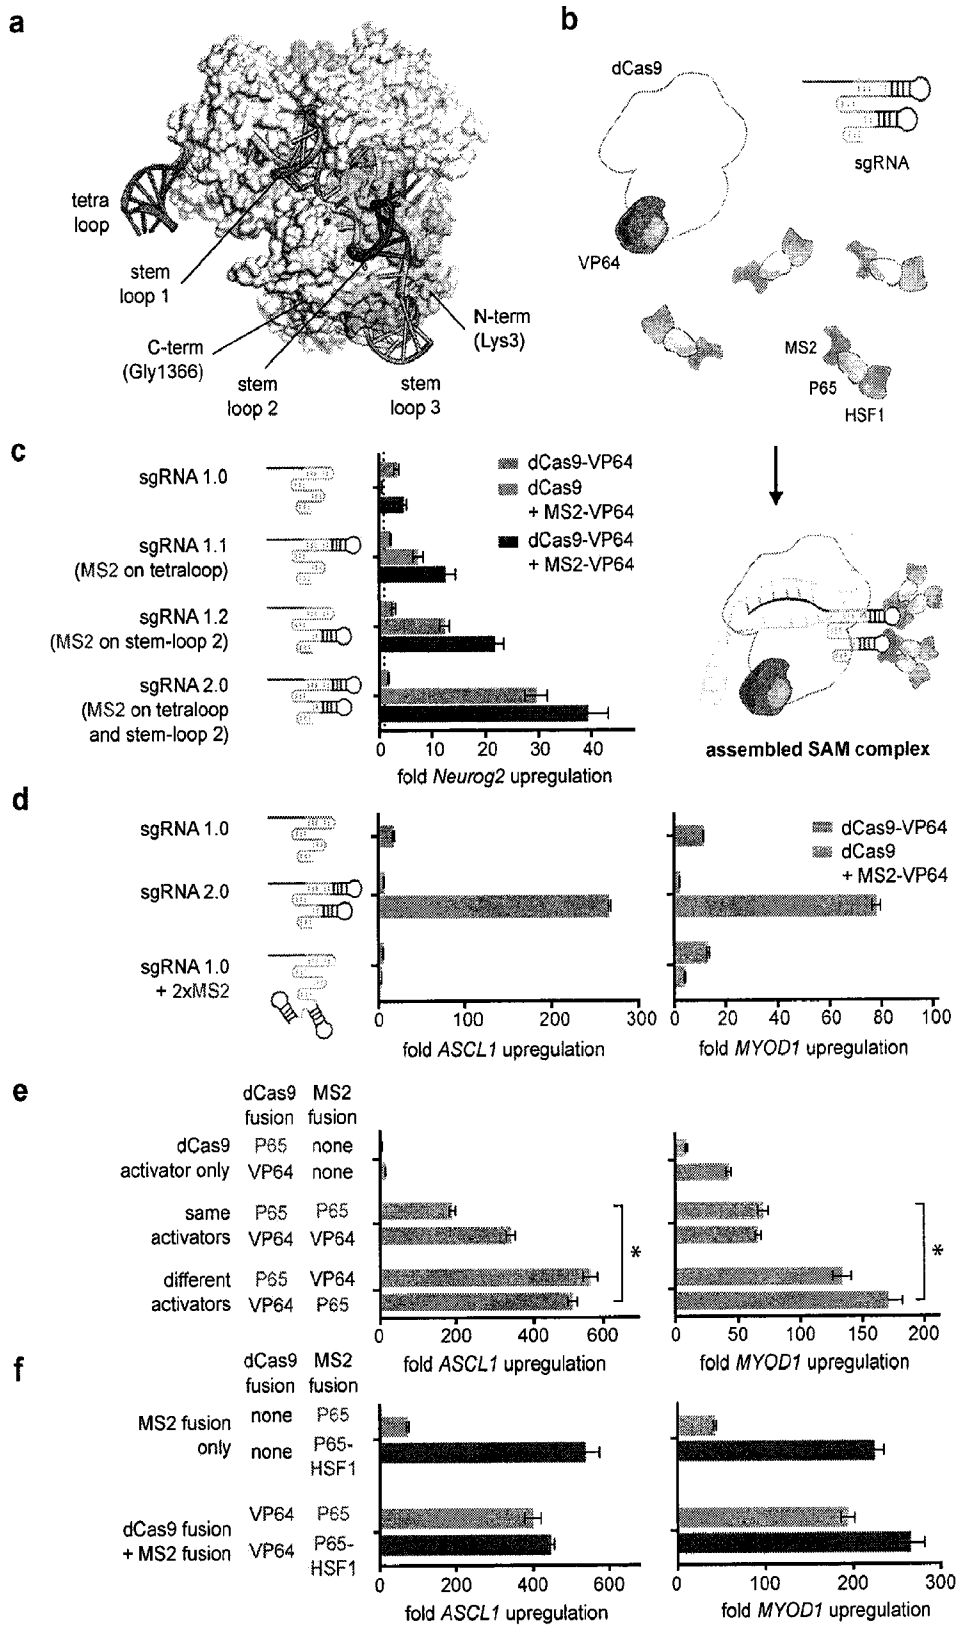 a
tetra
loop
stem
loop 1
C-term
(Gly1366)
stem
loop 2
stem
loop 3
N-term
(Lys3)
b
dCas9
VP64
sgRNA
MS2
P65
HSF1
assembled SAM complex
c
sgRNA 1.0
sgRNA 1.1
(MS2 on tetraloop)
sgRNA 1.2
(MS2 on stem-loop 2)
sgRNA 2.0
(MS2 on tetraloop
and stem-loop 2)
dCas9-VP64
dCas9
+ MS2-VP64
dCas9-VP64
+ MS2-VP64
0 10 20 30 40
fold Neurog2 upregulation
d
sgRNA 1.0
sgRNA 2.0
sgRNA 1.0
+ 2xMS2
0 100 200 300
fold ASCL1 upregulation
dCas9-VP64
dCas9
+ MS2-VP64
0 20 40 60 80 100
fold MYOD1 upregulation
e
dCas9 MS2
fusion fusion
dCas9 P65 none
activator only VP64 none
same P65 P65
activators VP64 VP64
different P65 VP64
activators VP64 P65
*
*
0 200 400 600
fold ASCL1 upregulation
0 50 100 150 200
fold MYOD1 upregulation
f
dCas9 MS2
fusion fusion
MS2 fusion
only
none P65
none P65-
HSF1
dCas9 fusion
+ MS2 fusion
VP64 P65
VP64 P65-
HSF1
0 200 400 600
fold ASCL1 upregulation
0 100 200 300
fold MYOD1 upregulation